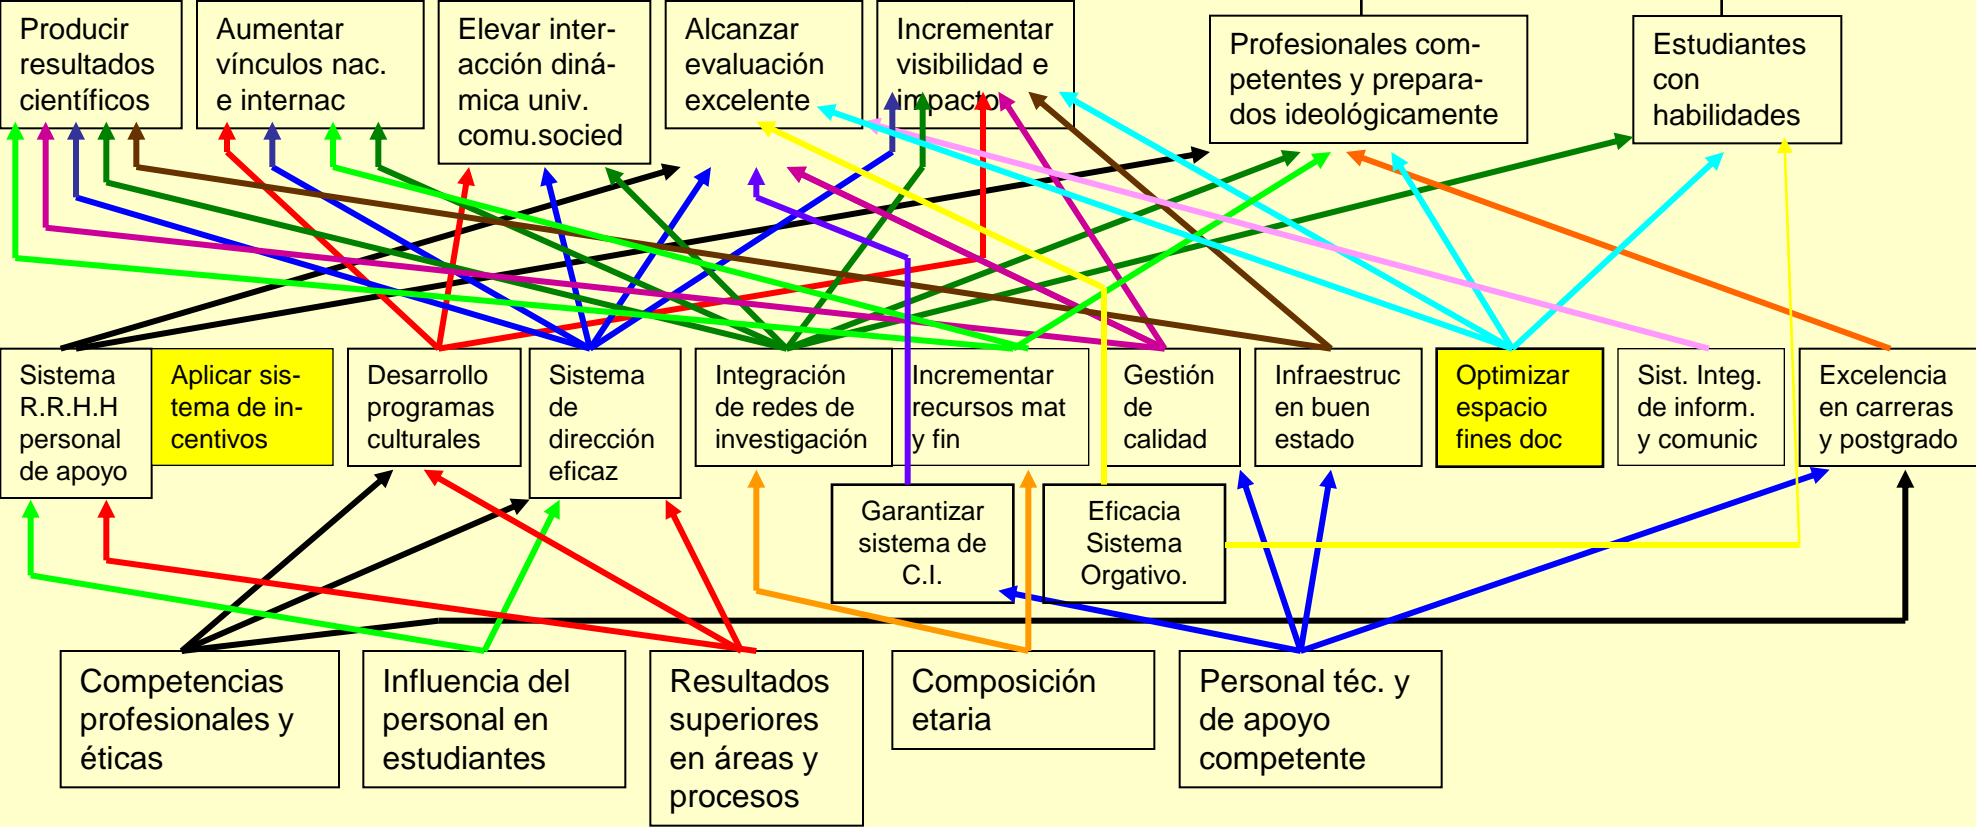 Producir
resultados
científicos
Aumentar
vínculos nac.
e internac
Elevar inter-
acción diná-
mica univ.
comu.socied
Alcanzar
evaluación
excelente
Incrementar
visibilidad e
impacto
Profesionales com-
petentes y prepara-
dos ideológicamente
Estudiantes
con
habilidades
Sistema
R.R.H.H
personal
de apoyo
Aplicar sis-
tema de in-
centivos
Desarrollo
programas
culturales
Sistema
de
dirección
eficaz
Integración
de redes de
investigación
Incrementar
recursos mat
y fin
Gestión
de
calidad
Infraestruc
en buen
estado
Optimizar
espacio
fines doc
Sist. Integ.
de inform.
y comunic
Excelencia
en carreras
y postgrado
Garantizar
sistema de
C.I.
Eficacia
Sistema
Orgativo.
Competencias
profesionales y
éticas
Influencia del
personal en
estudiantes
Resultados
superiores
en áreas y
procesos
Composición
etaria
Personal téc. y
de apoyo
competente